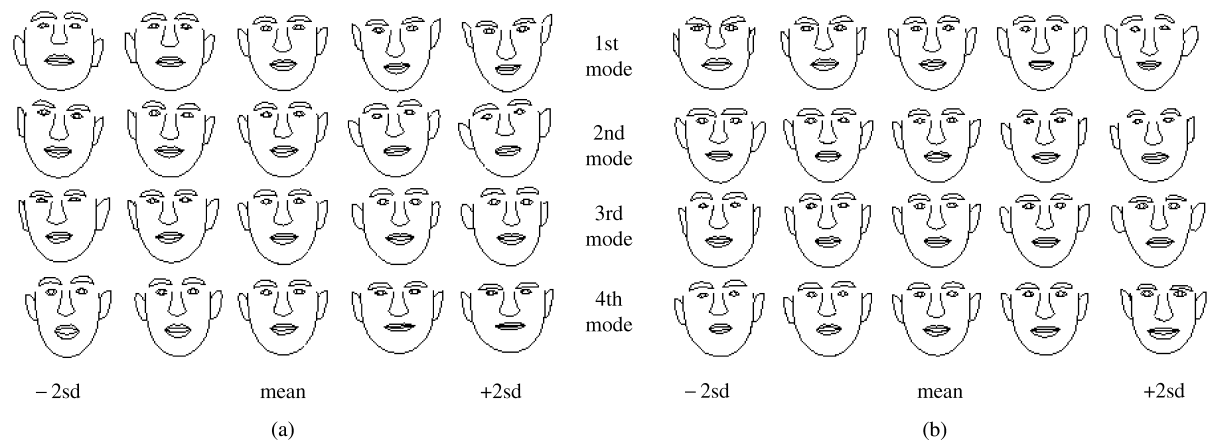 1st
mode
2nd
mode
3rd
mode
4th
mode
− 2sd mean +2sd − 2sd mean +2sd
(a) (b)